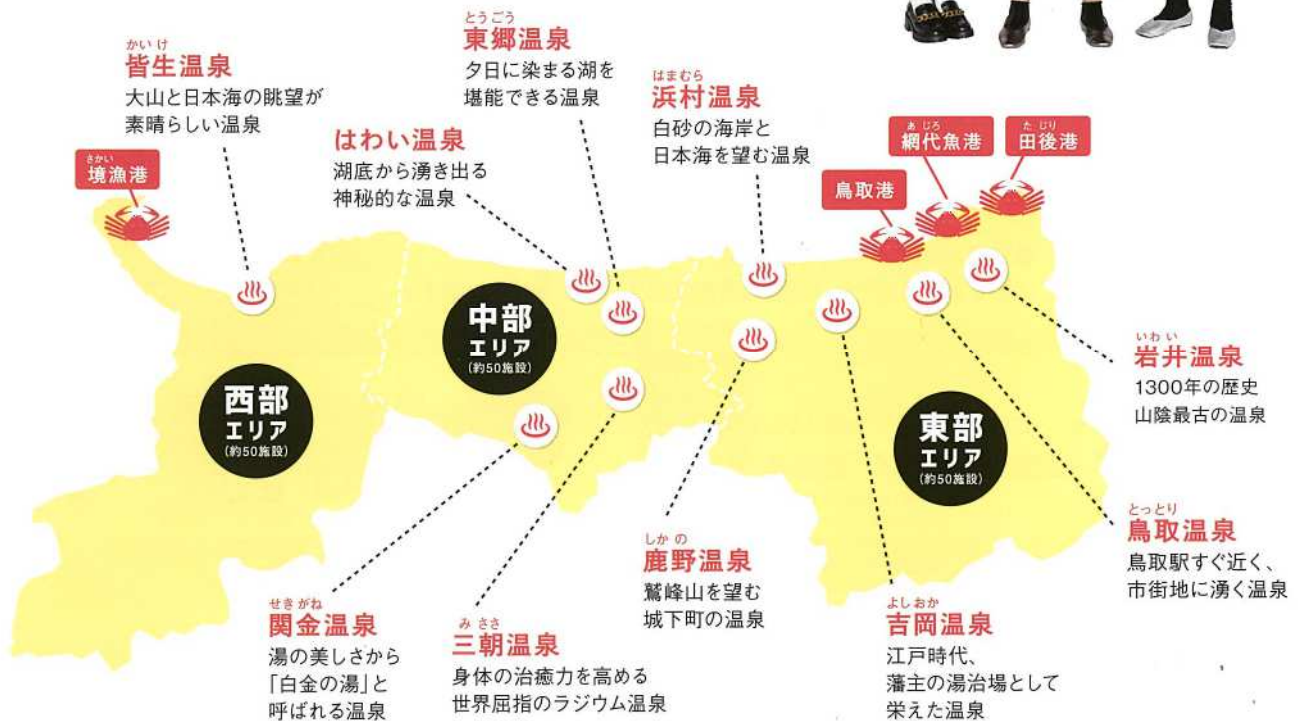 かいけ
皆生温泉
大山と日本海の眺望が
素晴らしい温泉
とうごう
東郷温泉
夕日に染まる湖を
堪能できる温泉
はわい温泉
湖底から湧き出る
神秘的な温泉
はまむら
浜村温泉
白砂の海岸と
日本海を望む温泉
さかい
境漁港
鳥取港
あじろ
網代魚港
たじり
田後港
西部
エリア
(約50施設)
中部
エリア
(約50施設)
東部
エリア
(約50施設)
いわい
岩井温泉
1300年の歴史
山陰最古の温泉
とっとり
鳥取温泉
鳥取駅すぐ近く、
市街地に湧く温泉
せきがね
関金温泉
湯の美しさから
「白金の湯」と
呼ばれる温泉
みささ
三朝温泉
身体の治癒力を高める
世界屈指のラジウム温泉
しかの
鹿野温泉
鷲峰山を望む
城下町の温泉
よしおか
吉岡温泉
江戸時代、
藩主の湯治場として
栄えた温泉